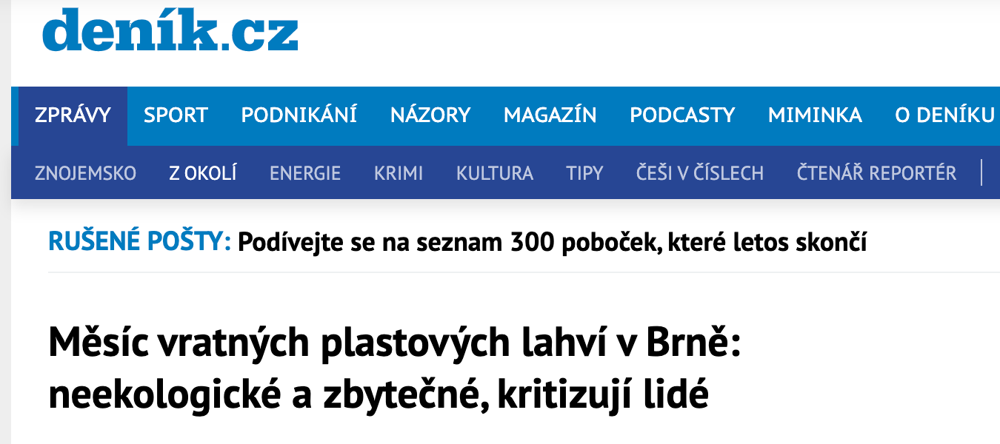 deník.cz
ZPRÁVY SPORT PODNIKÁNÍ NÁZORY MAGAZÍN PODCASTY MIMINKA O DENÍKU
ZNOJEMSKO Z OKOLÍ ENERGIE KRIMI KULTURA TIPY ČEŠI V ČÍSLECH ČTENÁŘ REPORTÉR
RUŠENÉ POŠTY: Podívejte se na seznam 300 poboček, které letos skončí
Měsíc vratných plastových lahví v Brně:
neekologické a zbytečné, kritizují lidé